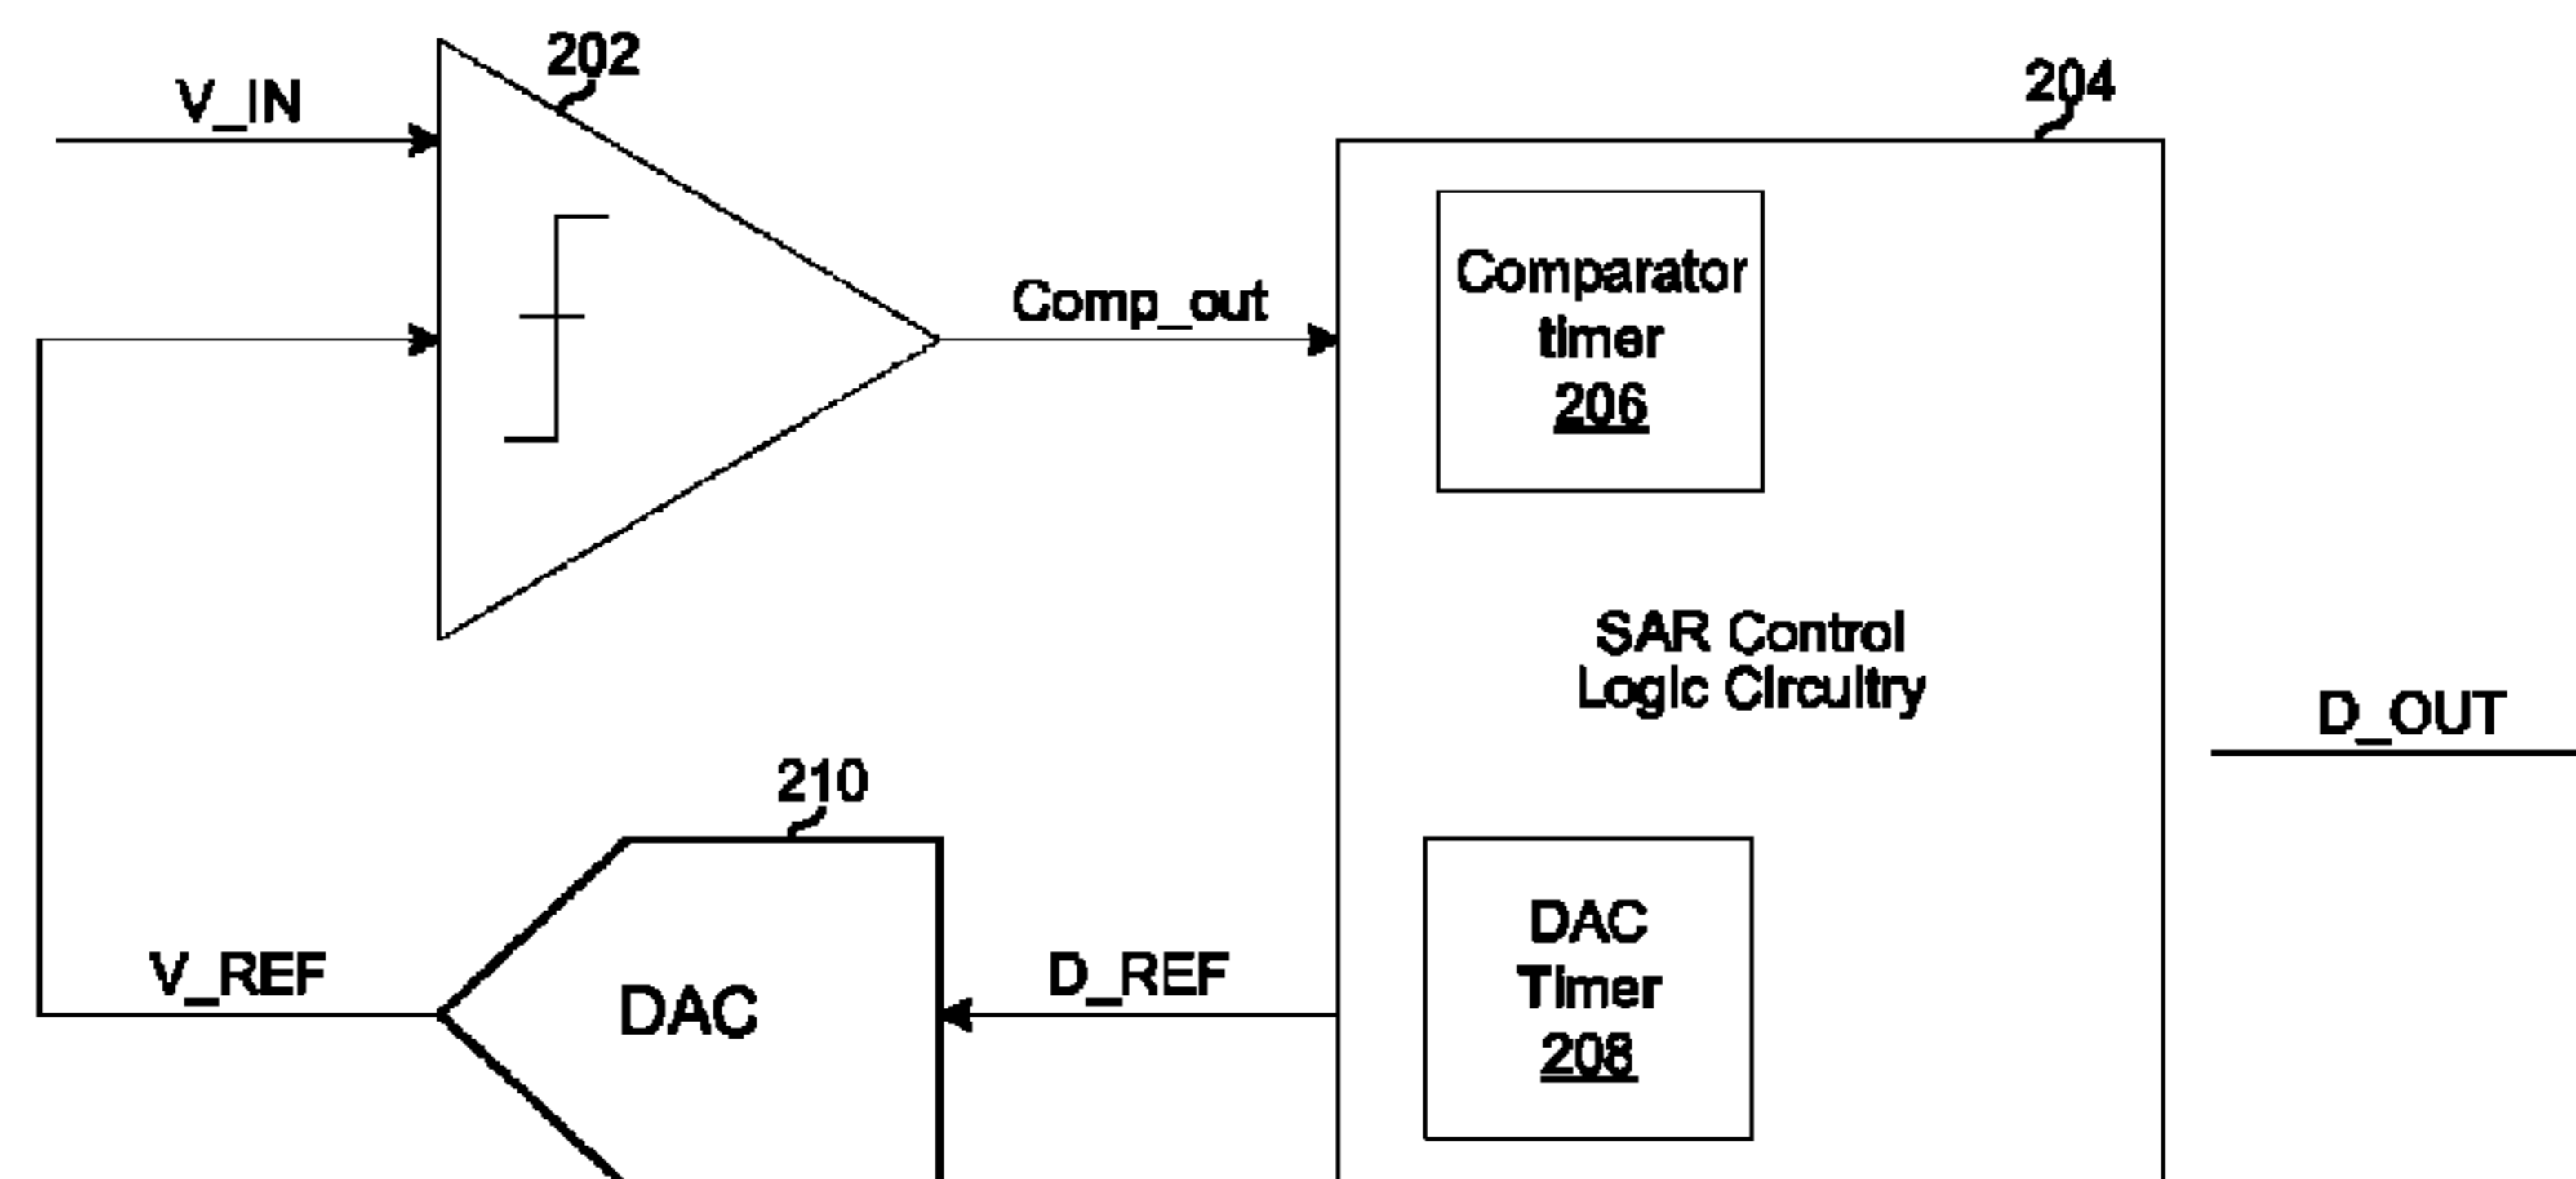 202
204
V_IN
Comparator
timer
206
Comp_out
SAR Control
Logic Circuitry
D_OUT
210
DAC
Timer
208
V_REF
D_REF
DAC